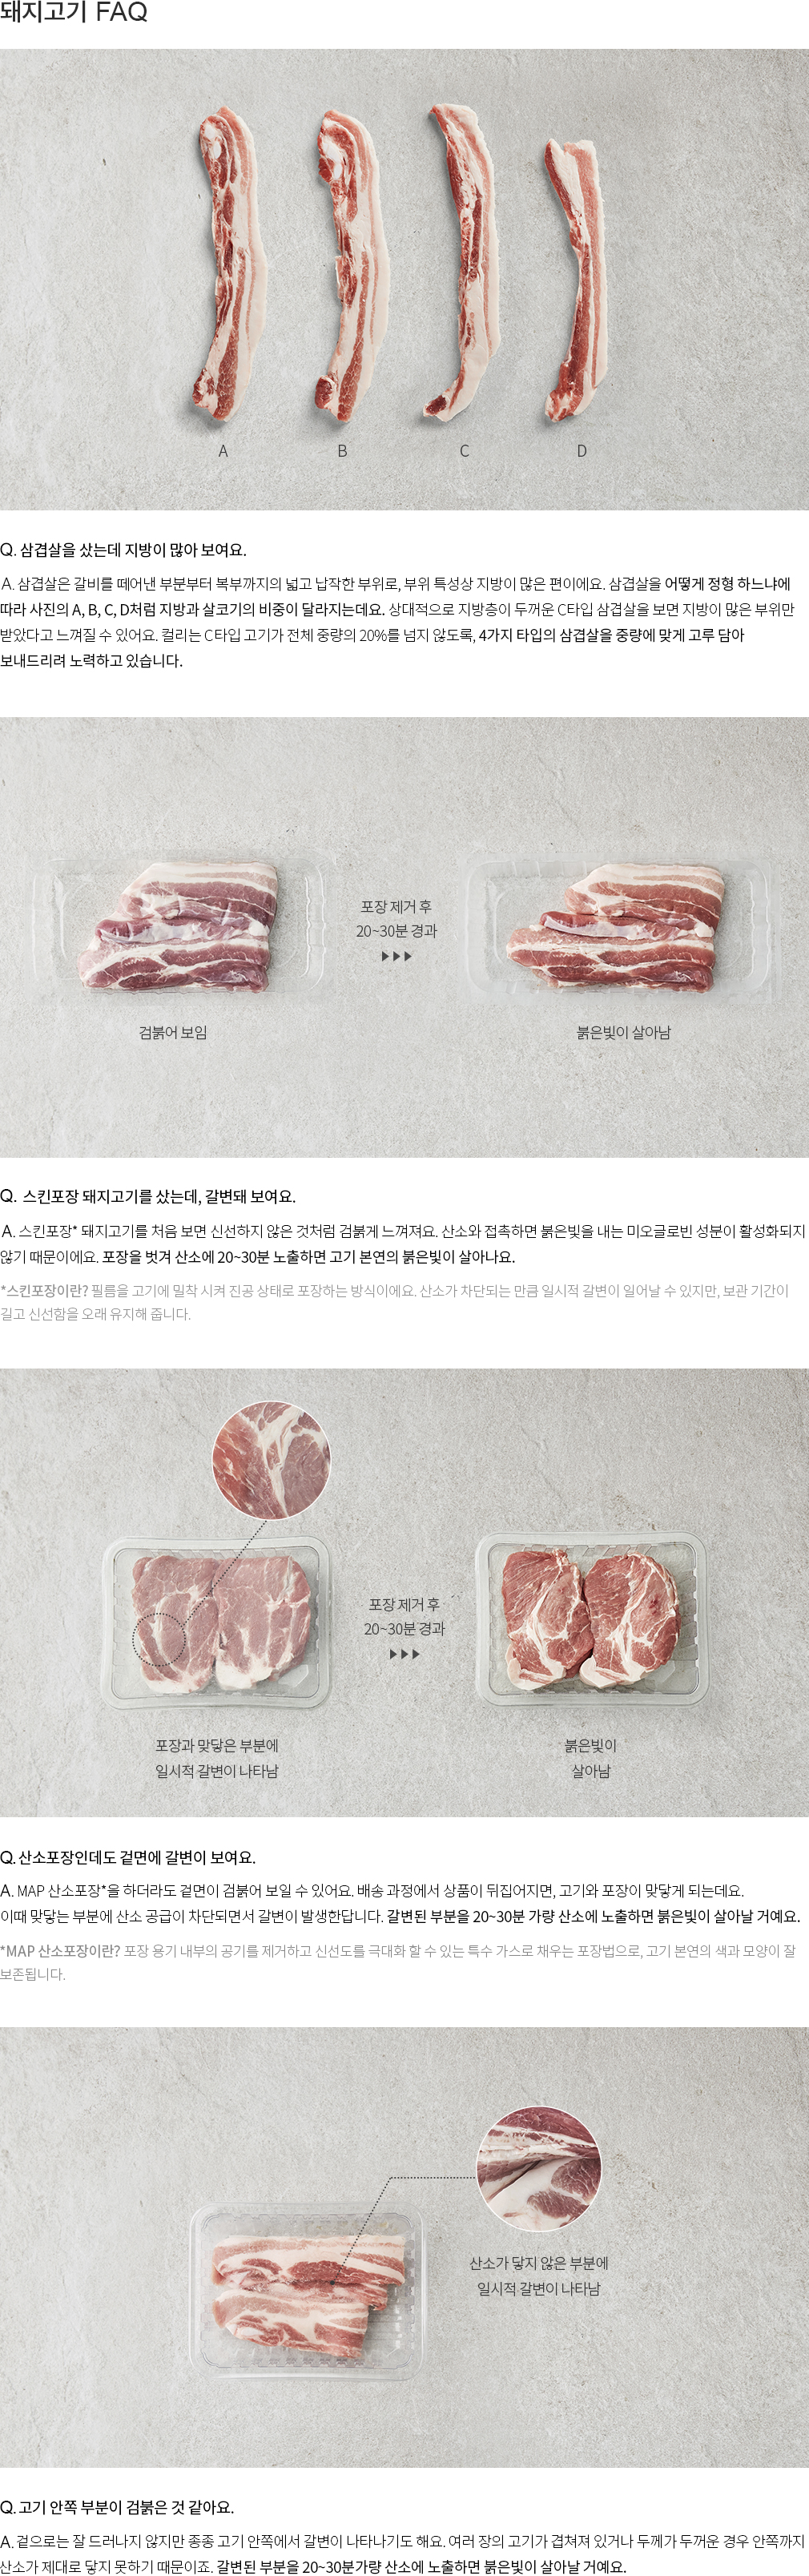 돼지고기 FAQ
A
B
C
D
Q. 삼겹살을 샀는데 지방이 많아 보여요.
A. 삼겹살은 갈비를 떼어낸 부분부터 복부까지의 넓고 납작한 부위로, 부위 특성상 지방이 많은 편이에요. 삼겹살을 어떻게 정형 하느냐에
따라 사진의 A, B, C, D처럼 지방과 살코기의 비중이 달라지는데요. 상대적으로 지방층이 두꺼운 C타입 삼겹살을 보면 지방이 많은 부위만
받았다고 느껴질 수 있어요. 컬리는 C타입 고기가 전체 중량의 20%를 넘지 않도록, 4가지 타입의 삼겹살을 중량에 맞게 고루 담아
보내드리려 노력하고 있습니다.
포장 제거 후
20~30분 경과
검붉어 보임
붉은빛이 살아남
Q. 스킨포장 돼지고기를 샀는데, 갈변돼 보여요.
A. 스킨포장* 돼지고기를 처음 보면 신선하지 않은 것처럼 검붉게 느껴져요. 산소와 접촉하면 붉은빛을 내는 미오글로빈 성분이 활성화되지
않기 때문이에요. 포장을 벗겨 산소에 20~30분 노출하면 고기 본연의 붉은빛이 살아나요.
*스킨포장이란? 필름을 고기에 밀착 시켜 진공 상태로 포장하는 방식이에요. 산소가 차단되는 만큼 일시적 갈변이 일어날 수 있지만, 보관 기간이
길고 신선함을 오래 유지해 줍니다.
포장 제거 후
20~30분 경과
포장과 맞닿은 부분에
일시적 갈변이 나타남
붉은빛이
살아남
Q. 산소포장인데도 겉면에 갈변이 보여요.
A. MAP 산소포장*을 하더라도 겉면이 검붉어 보일 수 있어요. 배송 과정에서 상품이 뒤집어지면, 고기와 포장이 맞닿게 되는데요.
이때 맞닿는 부분에 산소 공급이 차단되면서 갈변이 발생한답니다. 갈변된 부분을 20~30분 가량 산소에 노출하면 붉은빛이 살아날 거예요.
*MAP 산소포장이란? 포장 용기 내부의 공기를 제거하고 신선도를 극대화 할 수 있는 특수 가스로 채우는 포장법으로, 고기 본연의 색과 모양이 잘
보존됩니다.
산소가 닿지 않은 부분에
일시적 갈변이 나타남
Q. 고기 안쪽 부분이 검붉은 것 같아요.
A. 겉으로는 잘 드러나지 않지만 종종 고기 안쪽에서 갈변이 나타나기도 해요. 여러 장의 고기가 겹쳐져 있거나 두께가 두꺼운 경우 안쪽까지
산소가 제대로 닿지 못하기 때문이죠. 갈변된 부분을 20~30분가량 산소에 노출하면 붉은빛이 살아날 거예요.